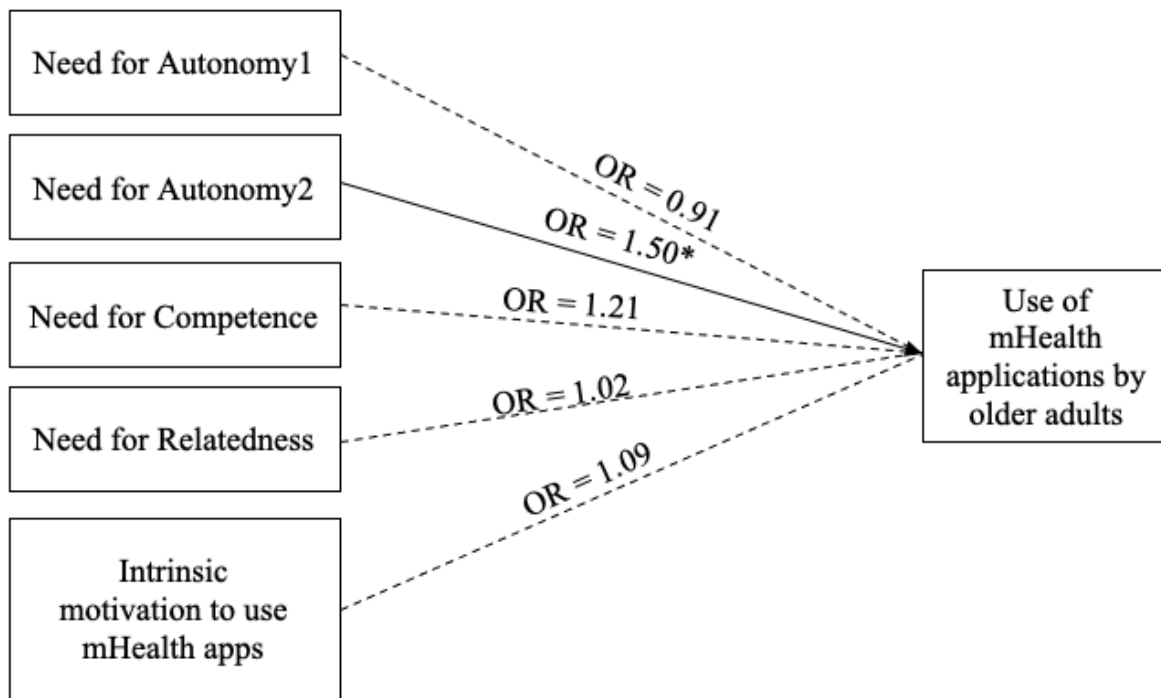 Need for Autonomy1
OR = 0.91
Need for Autonomy2
OR = 1.50*
Need for Competence
OR = 1.21
Need for Relatedness
OR = 1.02
Intrinsic
motivation to use
mHealth apps
OR = 1.09
Use of
mHealth
applications by
older adults